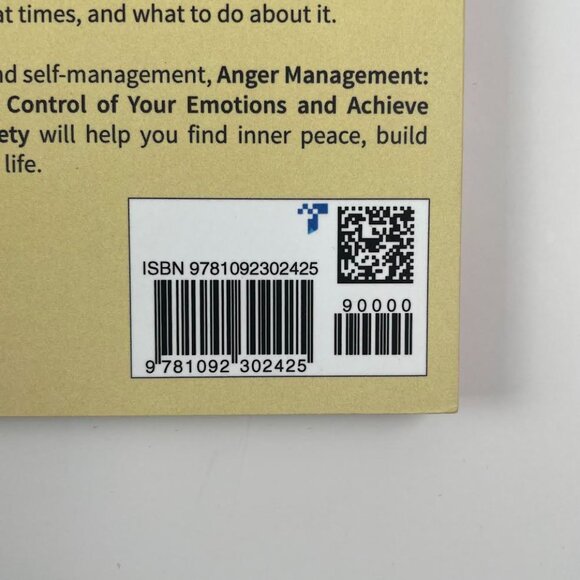 at times, and what to do about it.
nd self-management, Anger Management:
Control of Your Emotions and Achieve
ety will help you find inner peace, build
life.
ISBN 9781092302425
90000
9 781092 302425